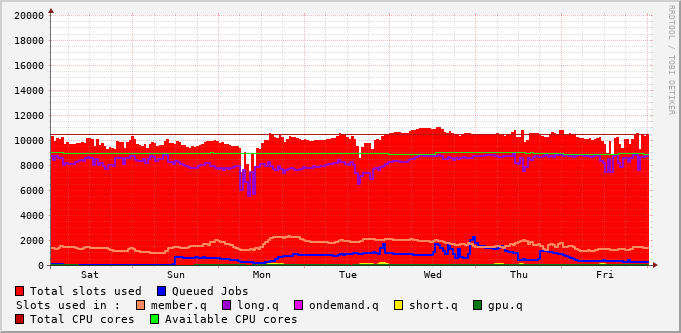 RRDTOOL / TOBI OETIKER
20000
18000
16000
14000
12000
10000
8000
6000
4000
2000
0
Sat Sun Mon Tue Wed Thu Fri
Total slots used Queued Jobs
Slots used in : member.q long.q ondemand.q short.q gpu.q
Total CPU cores Available CPU cores